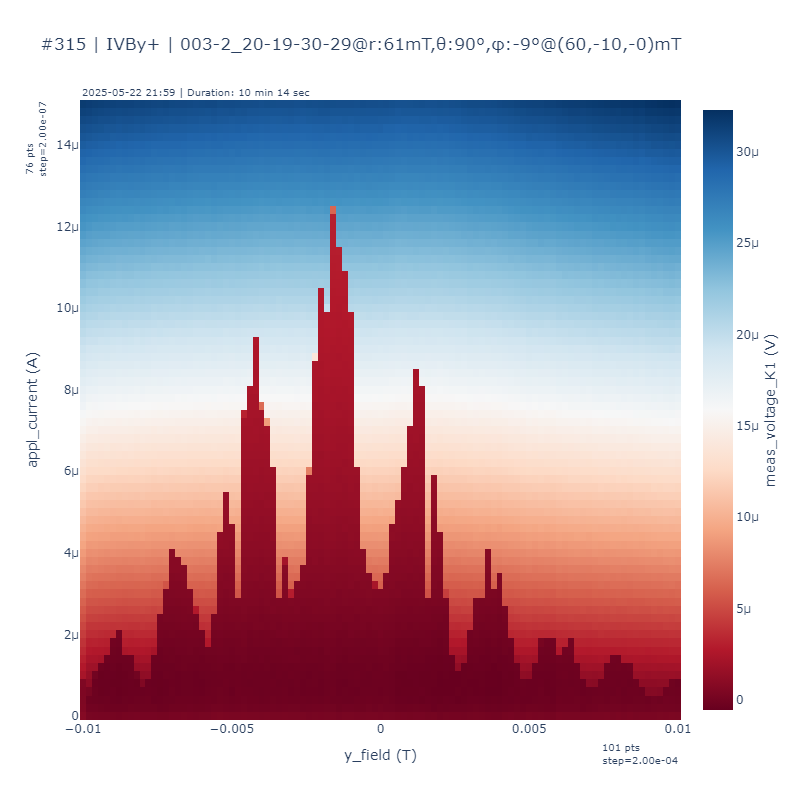 #315 | IVBy+ | 003-2_20-19-30-29@r:61mT,θ:90°,φ:-9°@(60,-10,-0)mT
2025-05-22 21:59 | Duration: 10 min 14 sec
76 pts
step=2.00e-07
appl_current (A)
14μ
12μ
10μ
8μ
6μ
4μ
2μ
0
−0.01
−0.005
0
0.005
0.01
y_field (T)
101 pts
step=2.00e-04
30μ
25μ
20μ
15μ
10μ
5μ
0
meas_voltage_K1 (V)